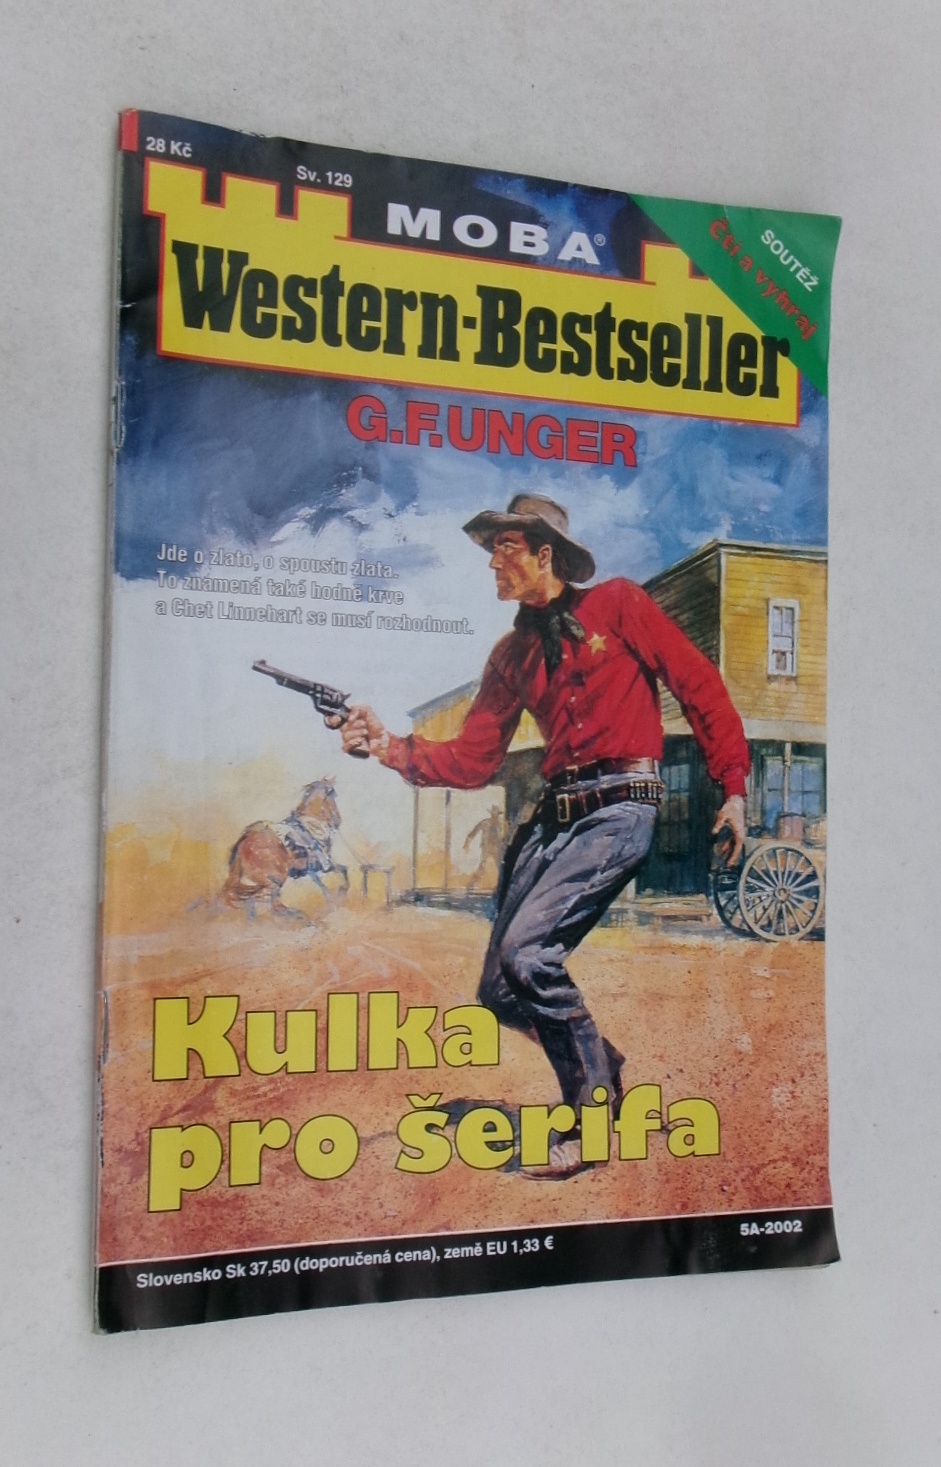 28 Kč
Sv. 129
MOBA®
SOUTĚŽ
Čti a vyhraj
Western-Bestseller
G.F.UNGER
Jde o zlato, o spoustu zlata.
To znamená také hodně krve
a Chet Linnehart se musí rozhodnout.
Kulka
pro šerifa
5A-2002
Slovensko Sk 37,50 (doporučená cena), země EU 1,33 €